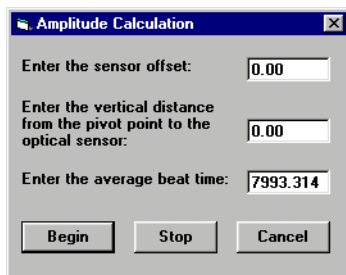 Amplitude Calculation
Enter the sensor offset:
0.00
Enter the vertical distance
from the pivot point to the
optical sensor:
0.00
Enter the average beat time:
7993.314
Begin
Stop
Cancel